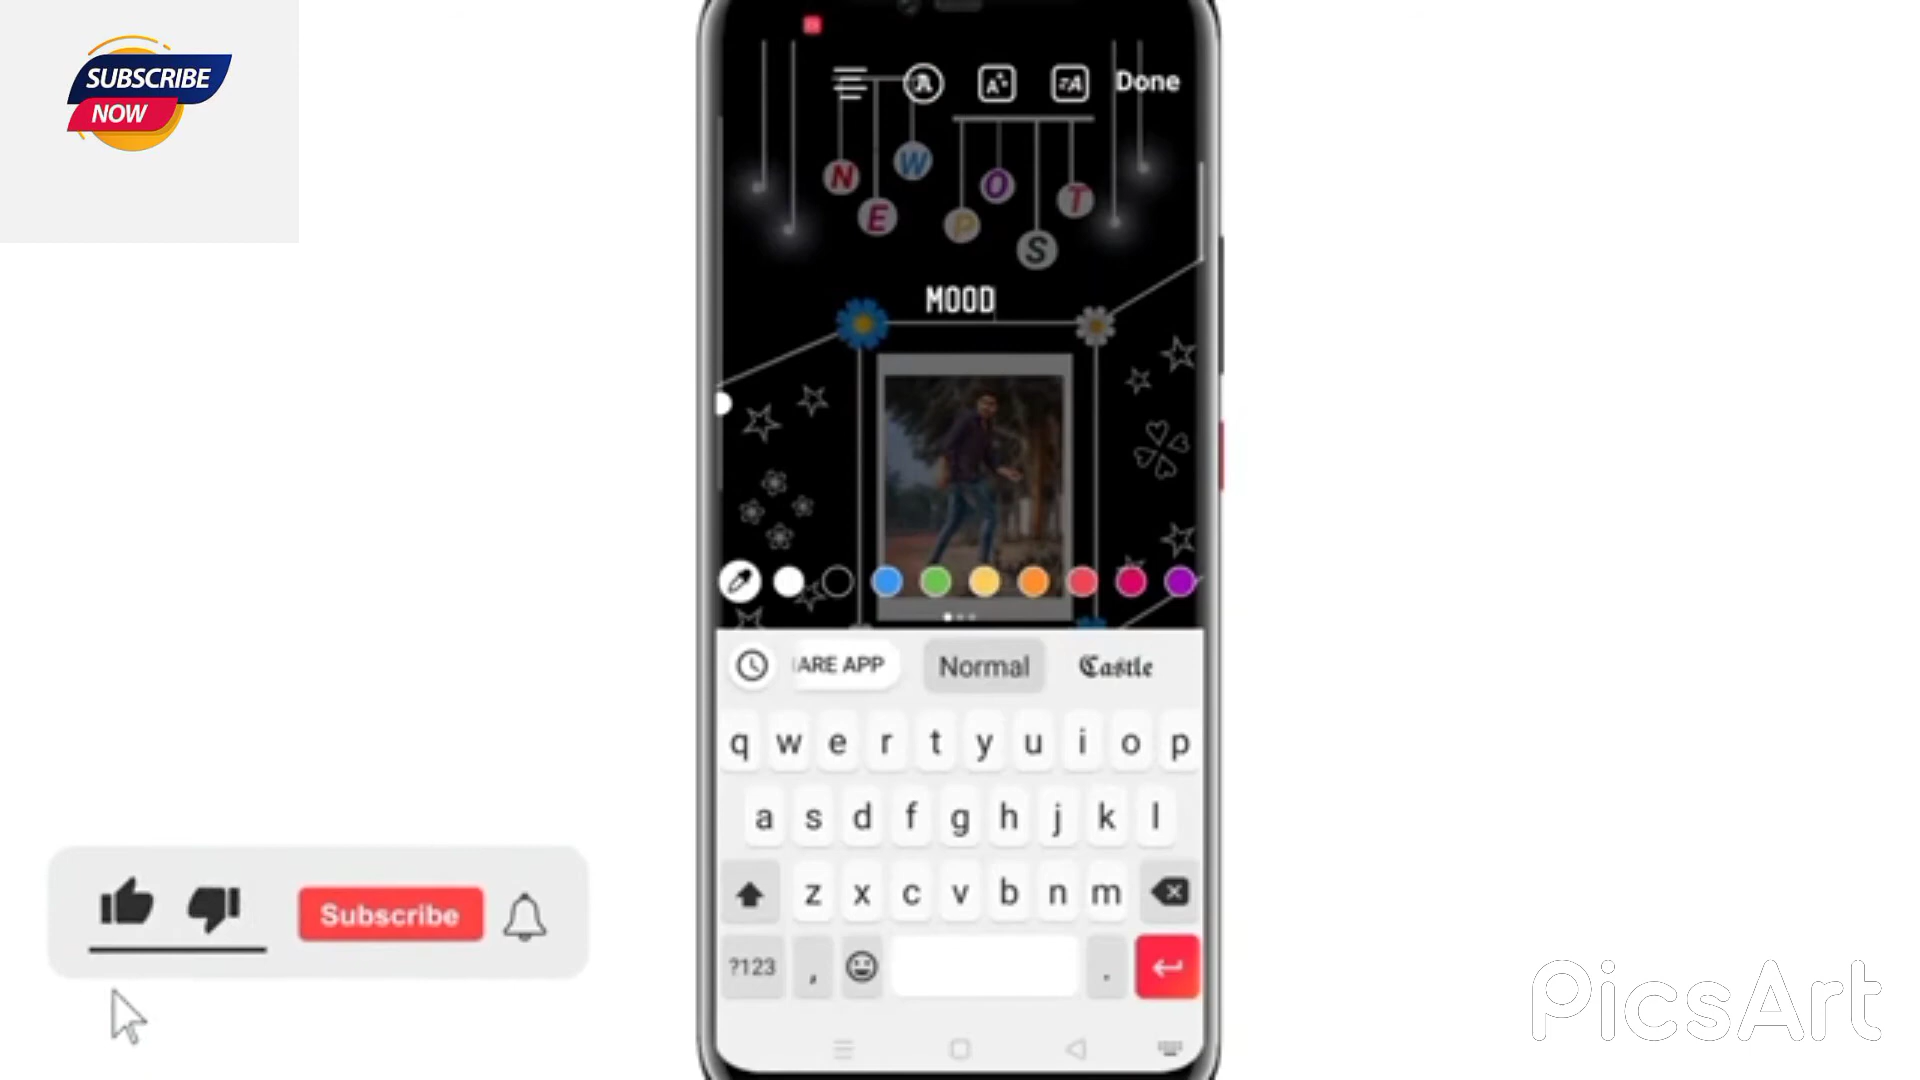 SUBSCRIBE
NOW
Done
N
E
W
P
O
S
T
MOOD
ARE APP
Normal
Castle
q w e r t y u i o p
a s d f g h j k l
z x c v b n m
?123 , .
Subscribe
PicsArt